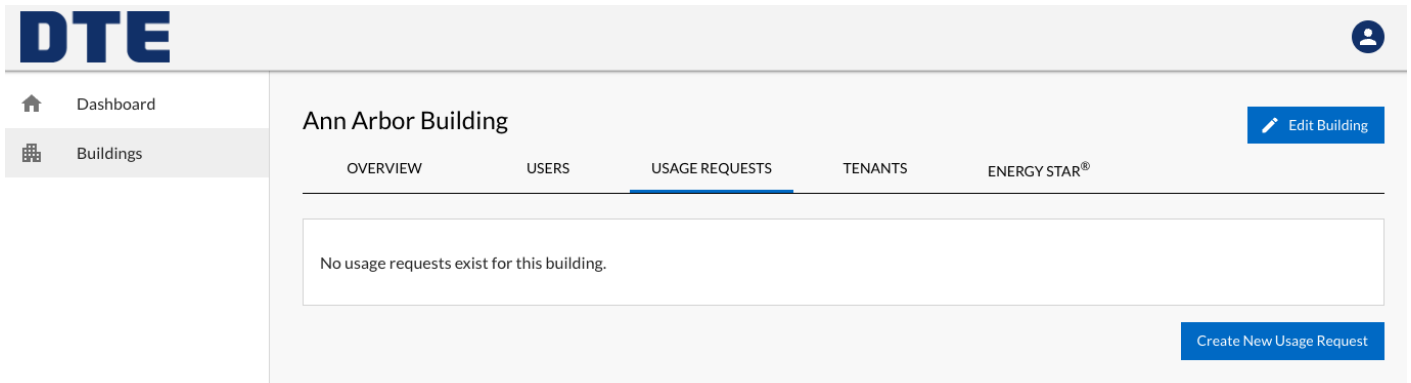 DTE
Dashboard
Buildings
Ann Arbor Building
Edit Building
OVERVIEW USERS USAGE REQUESTS TENANTS ENERGY STAR®
No usage requests exist for this building.
Create New Usage Request